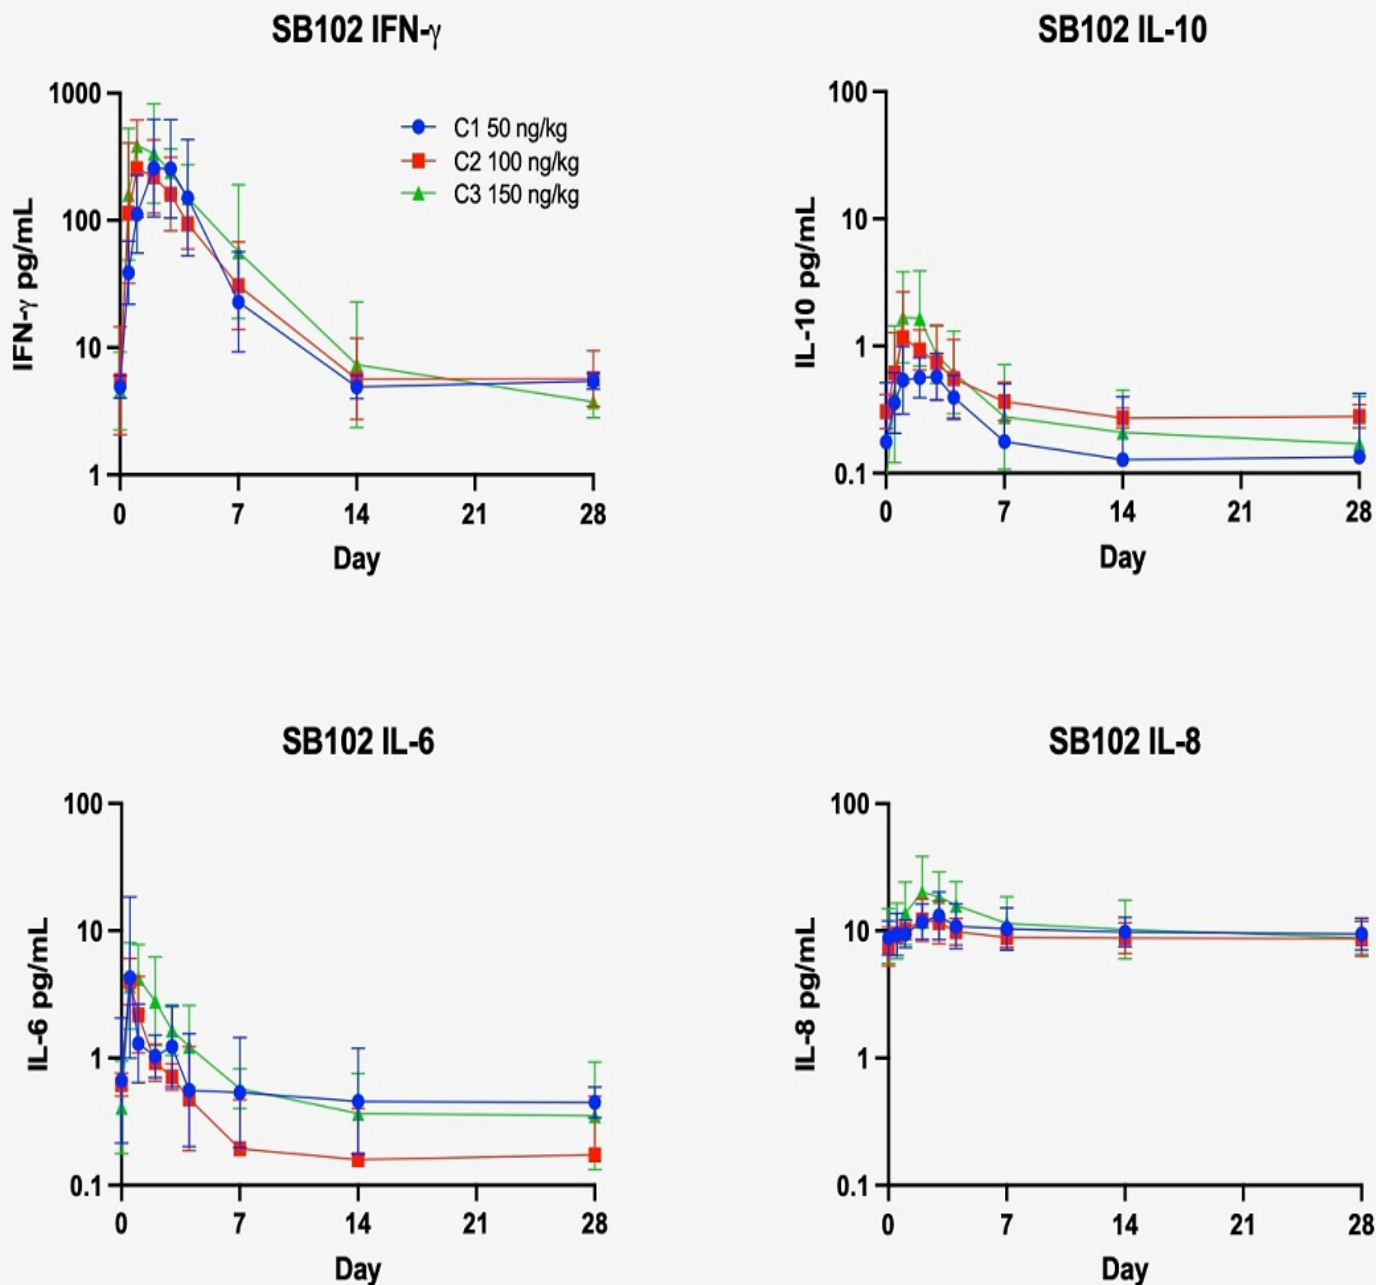 SB102 IFN-γ
IFN-γ pg/mL
1000
100
10
1
C1 50 ng/kg
C2 100 ng/kg
C3 150 ng/kg
0 7 14 21 28
Day
SB102 IL-10
IL-10 pg/mL
100
10
1
0.1
0 7 14 21 28
Day
SB102 IL-6
IL-6 pg/mL
100
10
1
0.1
0 7 14 21 28
Day
SB102 IL-8
IL-8 pg/mL
100
10
1
0.1
0 7 14 21 28
Day